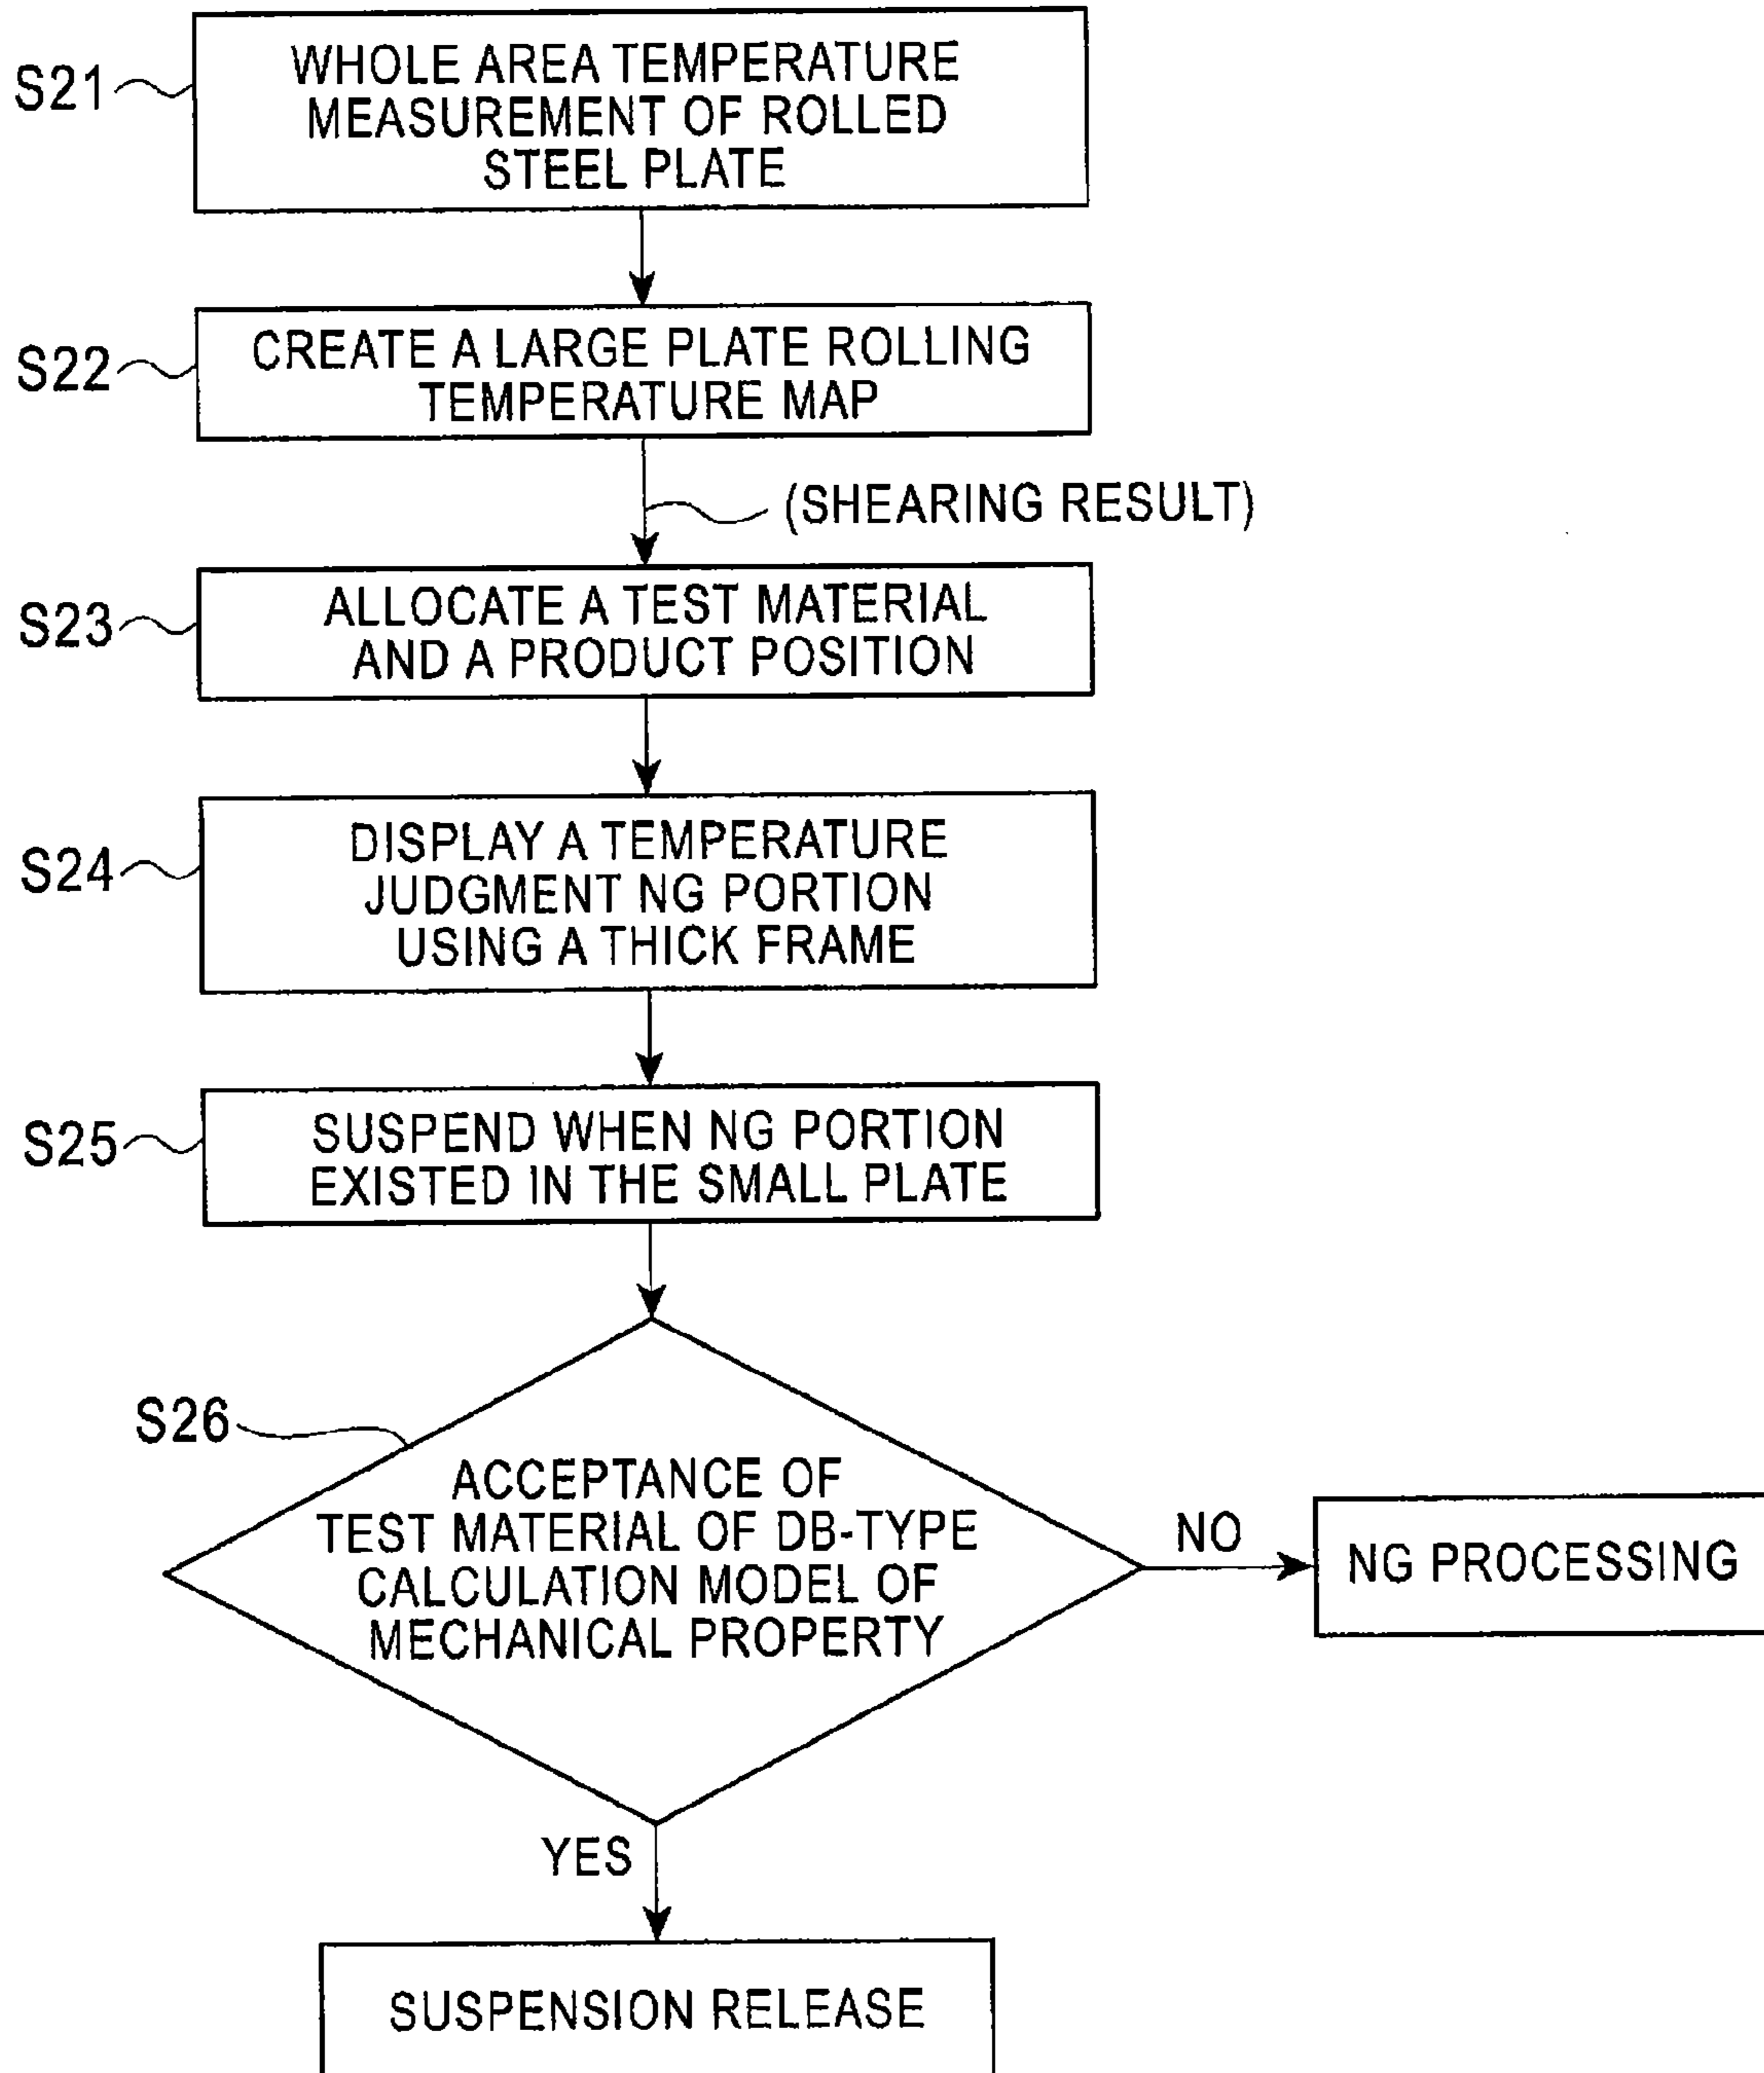 S21
WHOLE AREA TEMPERATURE
MEASUREMENT OF ROLLED
STEEL PLATE
S22
CREATE A LARGE PLATE ROLLING
TEMPERATURE MAP
(SHEARING RESULT)
S23
ALLOCATE A TEST MATERIAL
AND A PRODUCT POSITION
S24
DISPLAY A TEMPERATURE
JUDGMENT NG PORTION
USING A THICK FRAME
S25
SUSPEND WHEN NG PORTION
EXISTED IN THE SMALL PLATE
S26
ACCEPTANCE OF
TEST MATERIAL OF DB-TYPE
CALCULATION MODEL OF
MECHANICAL PROPERTY
NO
NG PROCESSING
YES
SUSPENSION RELEASE